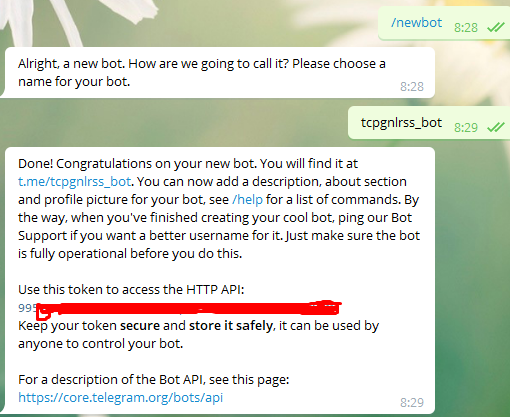 /newbot 8:28
Alright, a new bot. How are we going to call it? Please choose a
name for your bot.
8:28
tcpgnlrss_bot 8:29
Done! Congratulations on your new bot. You will find it at
t.me/tcpgnlrss_bot. You can now add a description, about section
and profile picture for your bot, see /help for a list of commands. By
the way, when you've finished creating your cool bot, ping our Bot
Support if you want a better username for it. Just make sure the bot
is fully operational before you do this.
Use this token to access the HTTP API:
Keep your token secure and store it safely, it can be used by
anyone to control your bot.
For a description of the Bot API, see this page:
https://core.telegram.org/bots/api
8:29